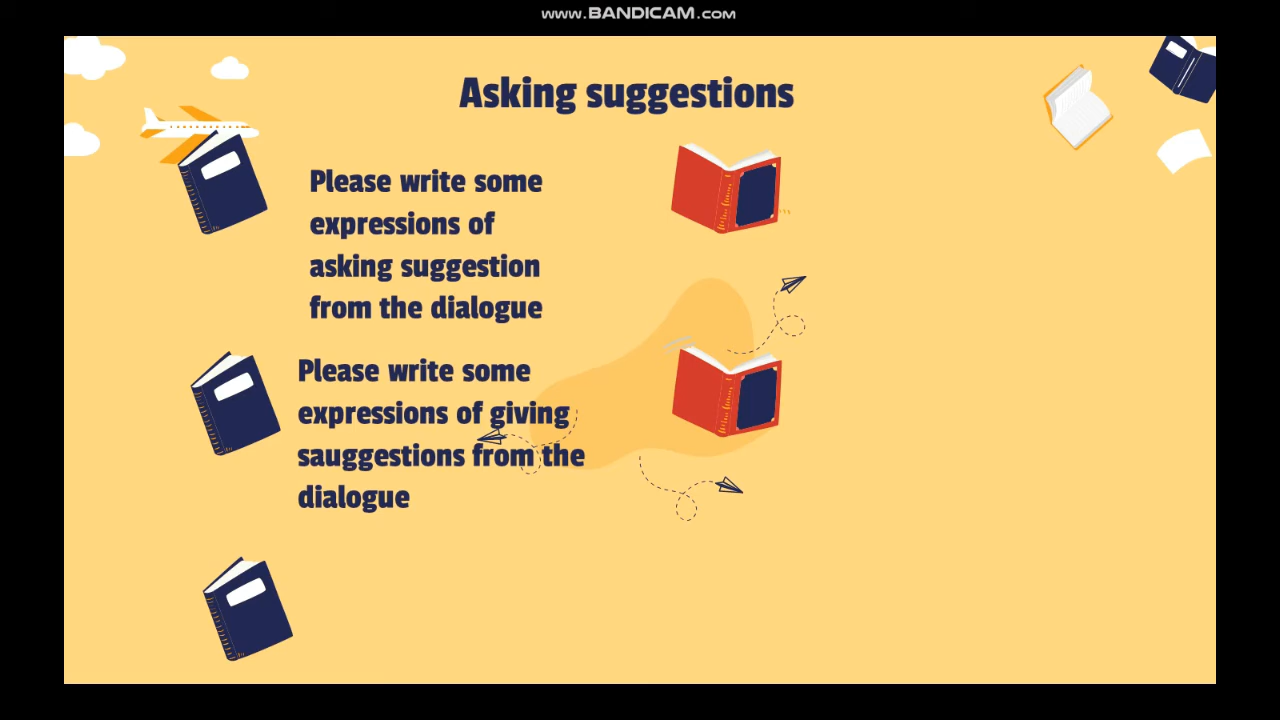 www.BANDICAM.com
Asking suggestions
Please write some
expressions of
asking suggestion
from the dialogue
Please write some
expressions of giving
sauggestions from the
dialogue